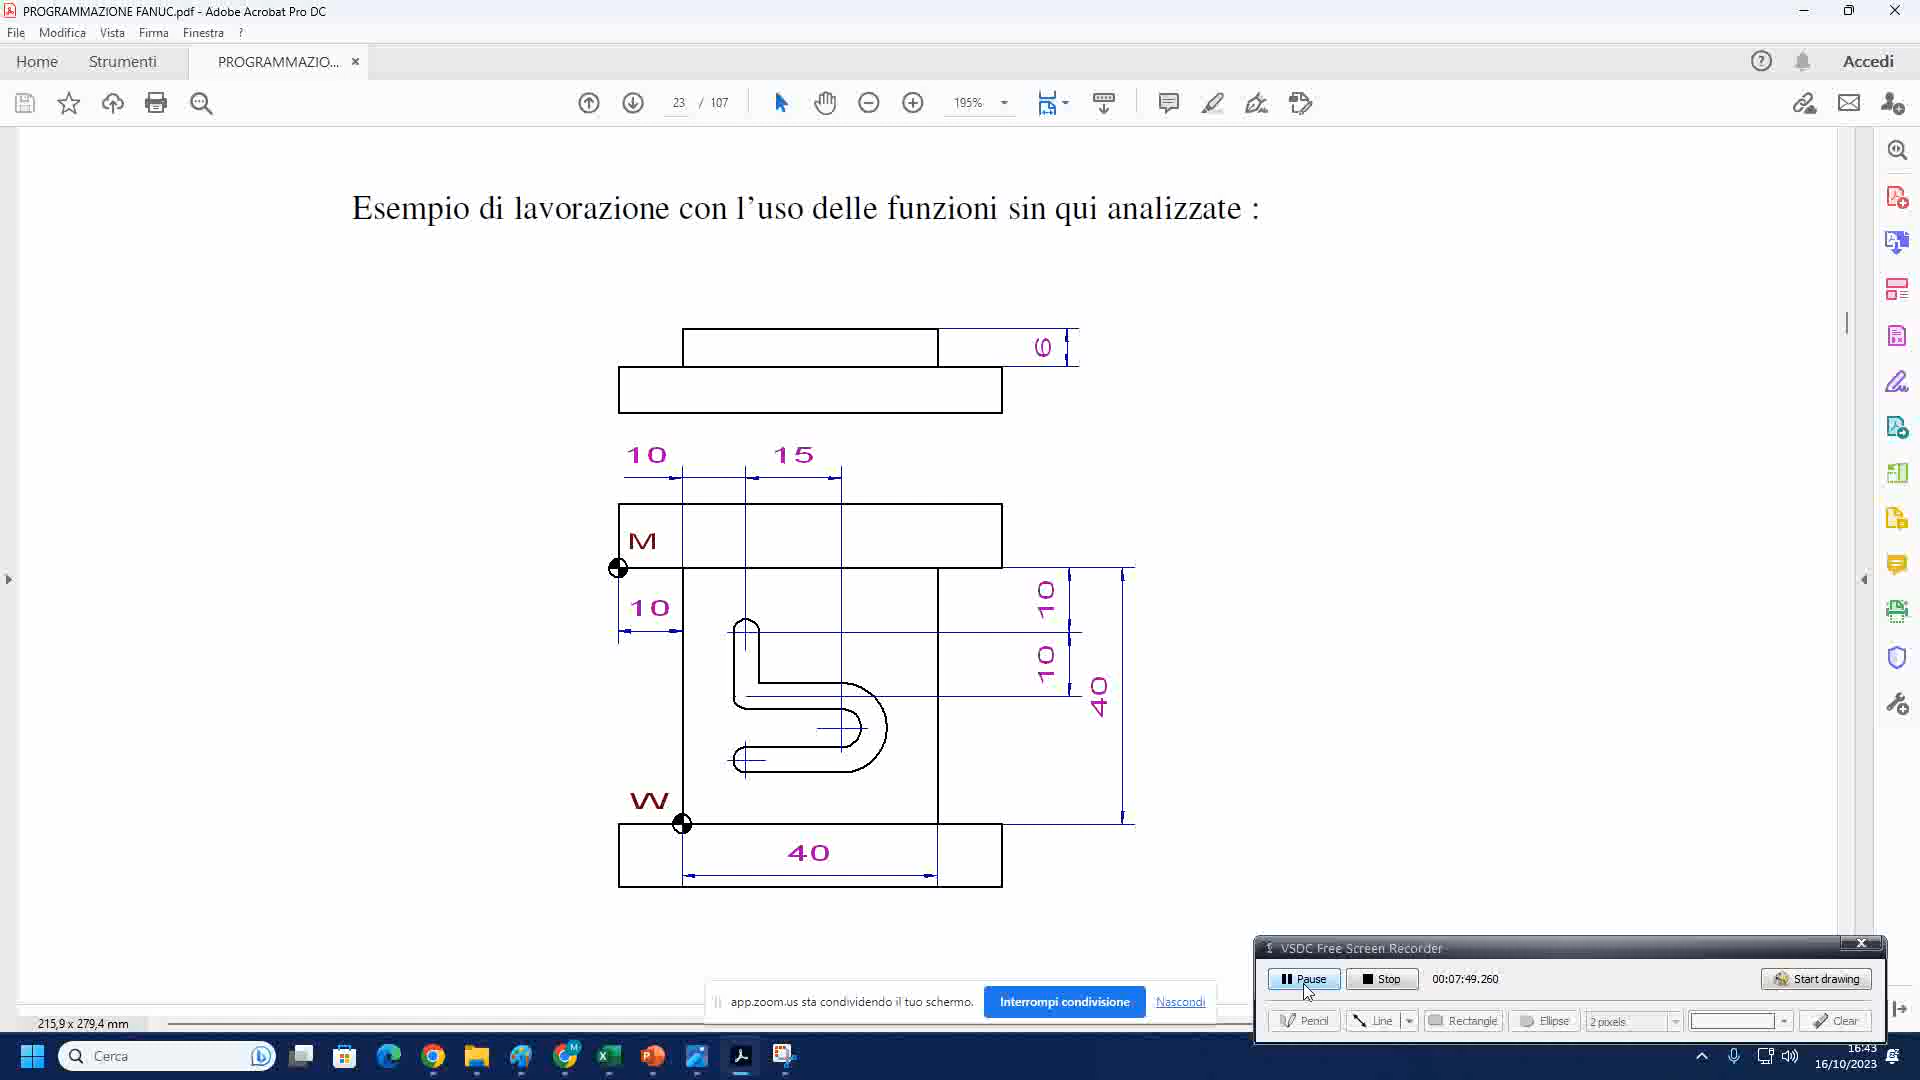 PROGRAMMAZIONE FANUC.pdf - Adobe Acrobat Pro DC
File Modifica Vista Firma Finestra ?
Home Strumenti PROGRAMMAZIO... × Accedi
23 / 107 195%
Esempio di lavorazione con l’uso delle funzioni sin qui analizzate :
6
10 15
M
10
10
10
40
W
40
VSDC Free Screen Recorder
Pause Stop 00:07:49.260 Start drawing
app.zoom.us sta condividendo il tuo schermo. Interrompi condivisione Nascondi
Pencil Line Rectangle Ellipse 2 pixels Clear
215,9 x 279,4 mm
Cerca
16:43
16/10/2023